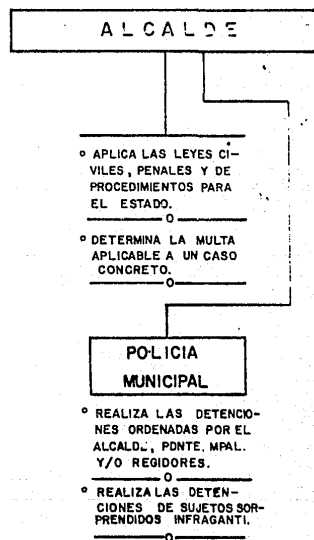 ALCALDE
° APLICA LAS LEYES CI-
VILES, PENALES Y DE
PROCEDIMIENTOS PARA
EL ESTADO.
O
° DETERMINA LA MULTA
APLICABLE A UN CASO
CONCRETO.
O
POLICIA
MUNICIPAL
° REALIZA LAS DETENCIO-
NES ORDENADAS POR EL
ALCALDE, PDNTE. MPAL.
Y/O REGIDORES.
O
° REALIZA LAS DETEN-
CIONES DE SUJETOS SOR-
PRENDIDOS INFRAGANTI.
O